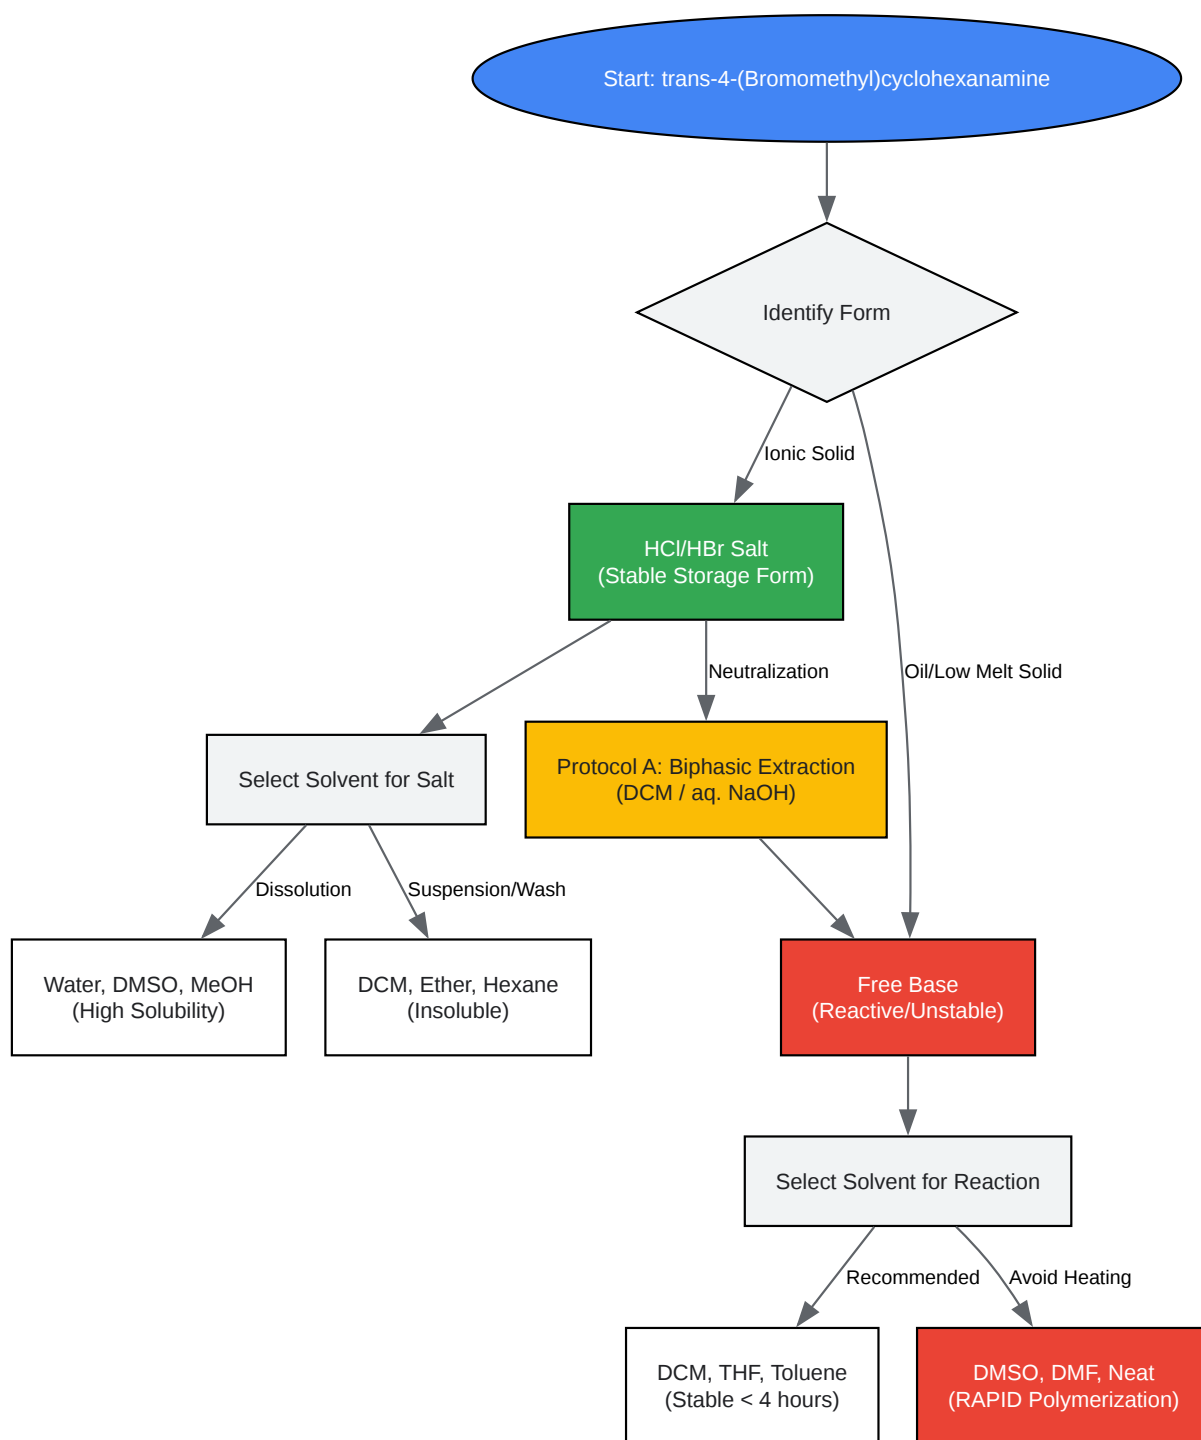 Start: trans-4-(Bromomethyl)cyclohexanamine
Identify Form
Ionic Solid
HCl/HBr Salt
(Stable Storage Form)
Neutralization
Oil/Low Melt Solid
Select Solvent for Salt
Protocol A: Biphasic Extraction
(DCM / aq. NaOH)
Dissolution
Suspension/Wash
Water, DMSO, MeOH
(High Solubility)
DCM, Ether, Hexane
(Insoluble)
Free Base
(Reactive/Unstable)
Select Solvent for Reaction
Recommended
Avoid Heating
DCM, THF, Toluene
(Stable < 4 hours)
DMSO, DMF, Neat
(RAPID Polymerization)